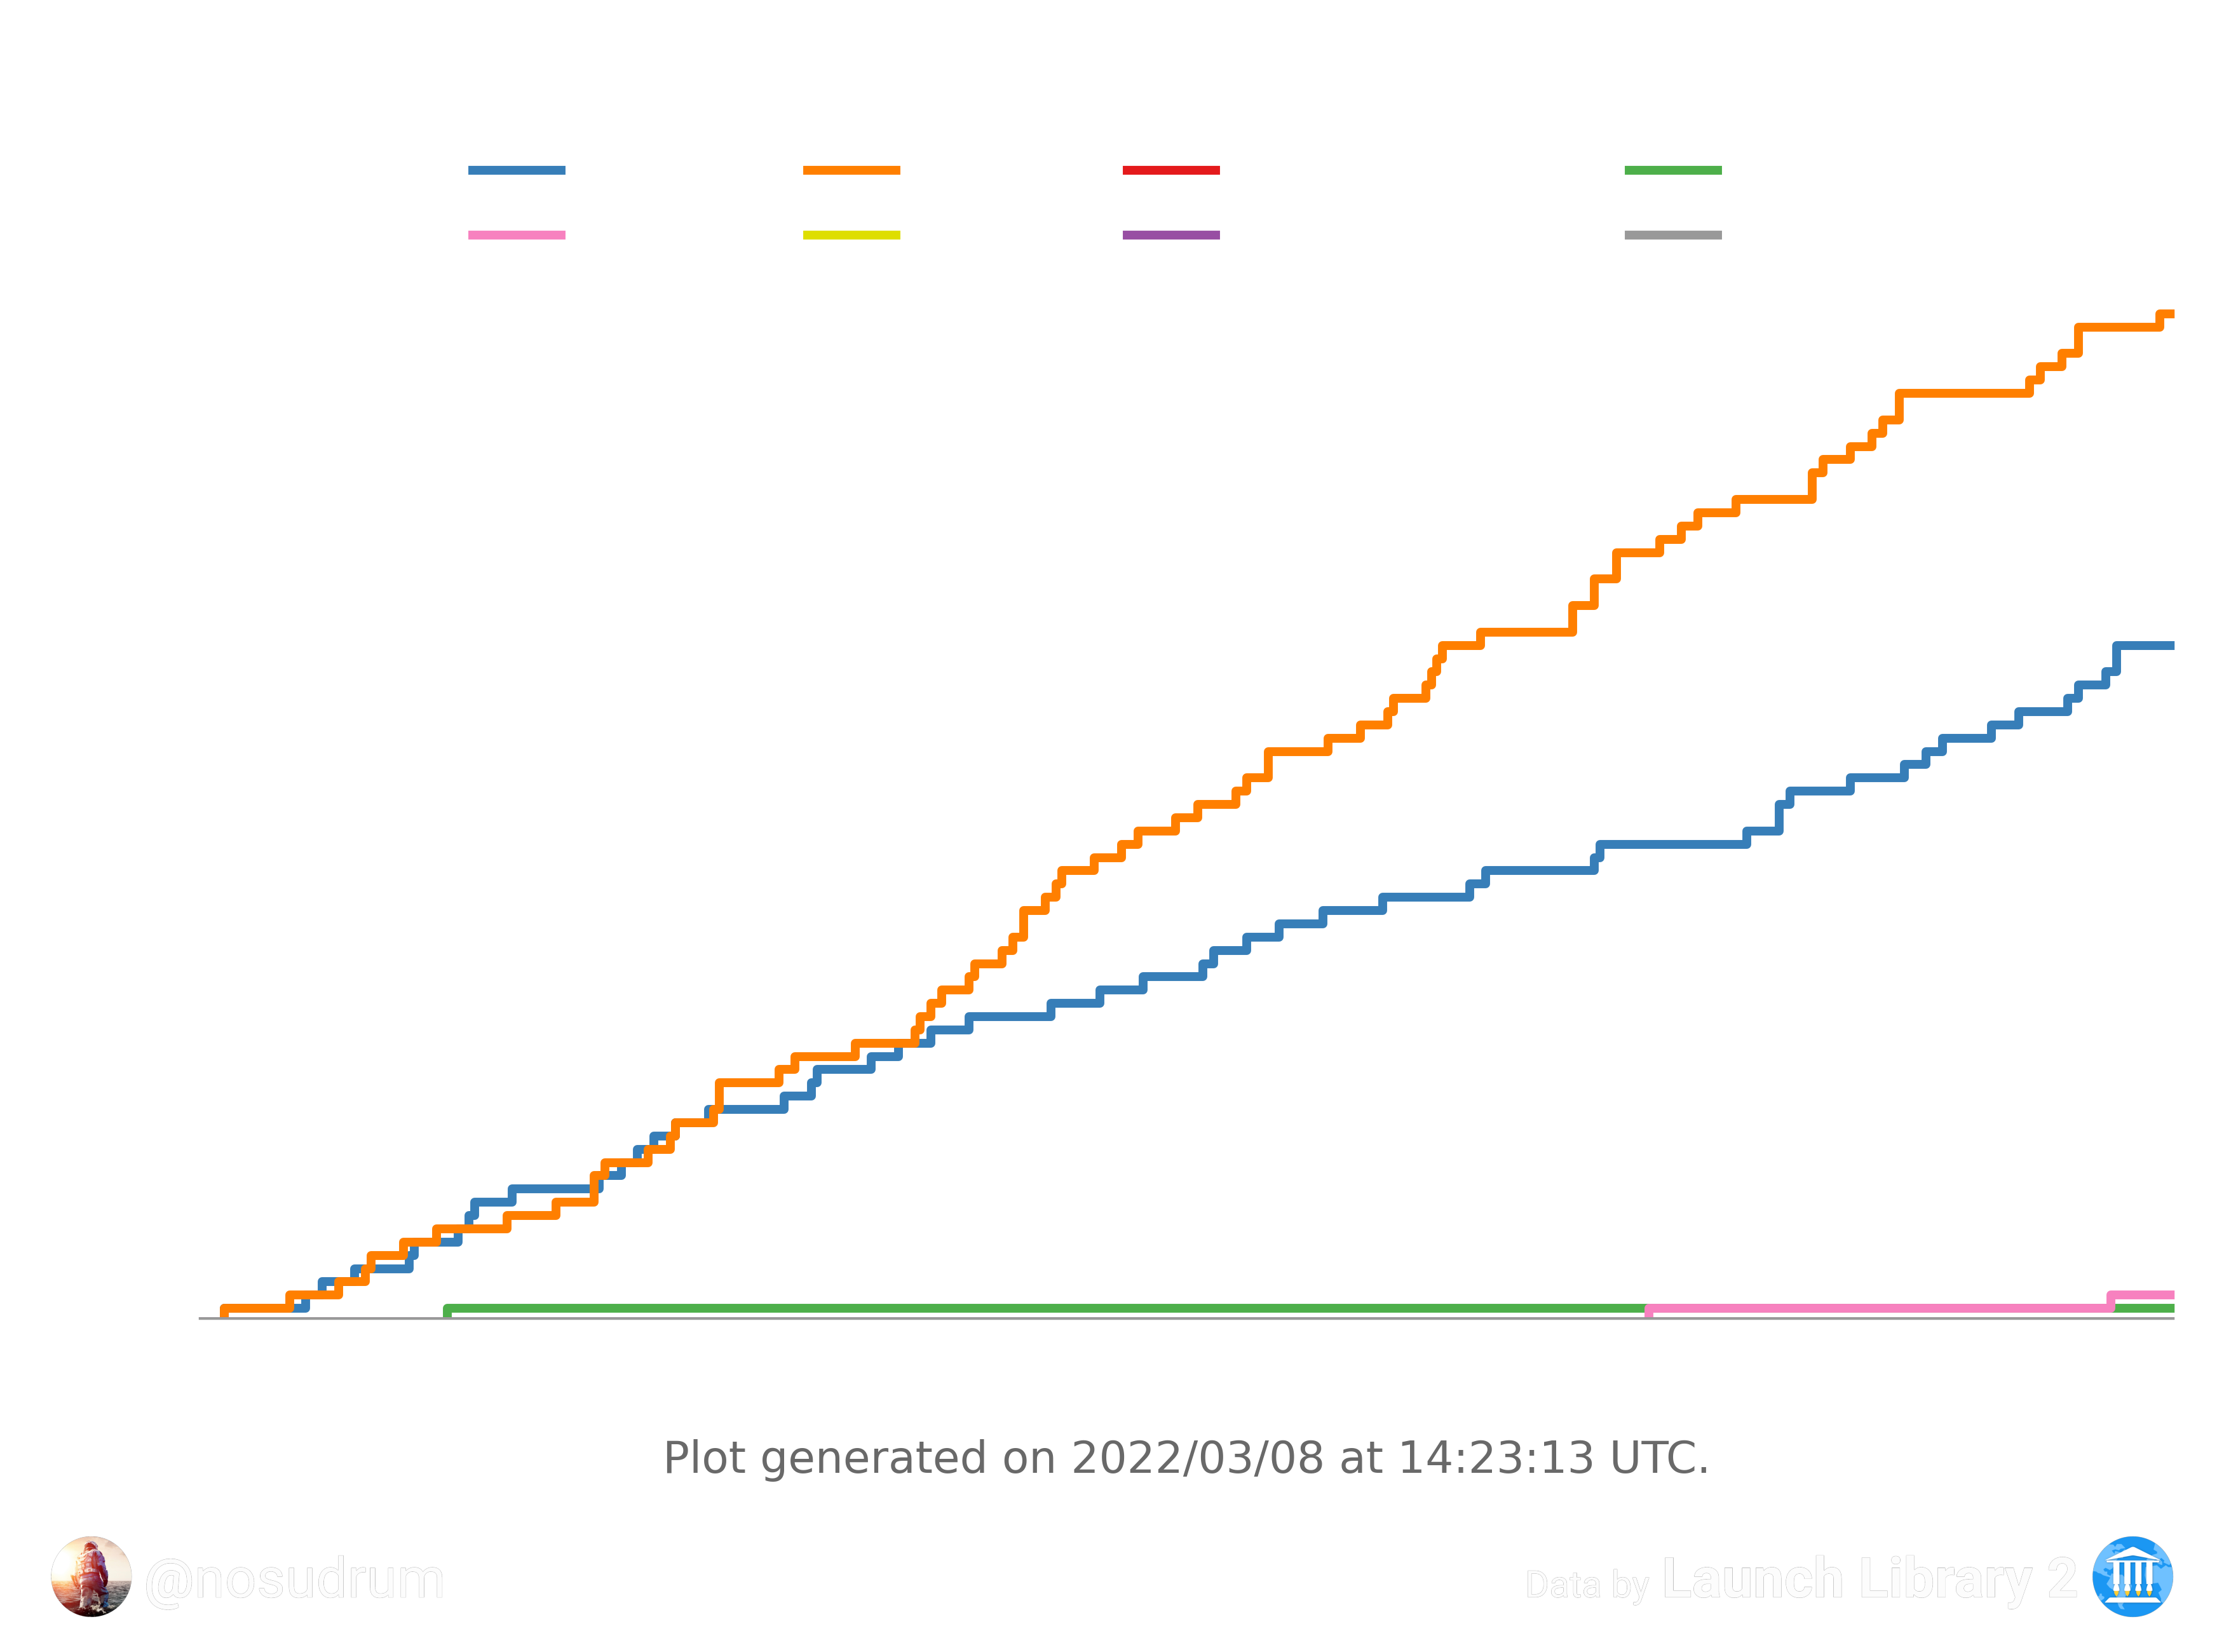 Plot generated on 2022/03/08 at 14:23:13 UTC.
@nosudrum
Data by Launch Library 2